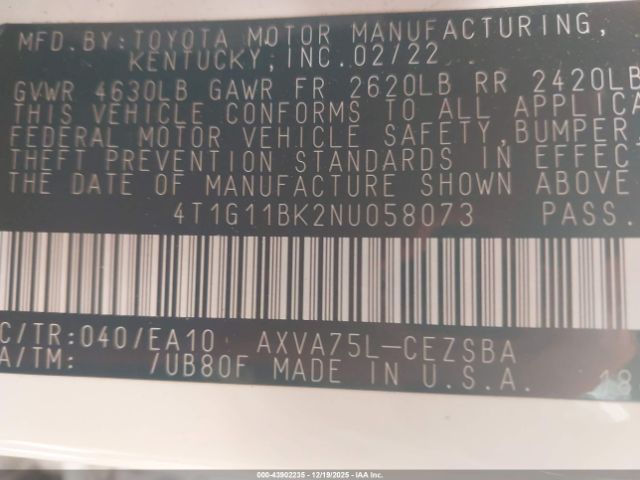 MFD.BY:TOYOTA MOTOR MANUFACTURING,
KENTUCKY, INC. 02/22
GVWR 4630LB GAWR FR 2620LB RR 2420LB
THIS VEHICLE CONFORMS TO ALL APPLICA
FEDERAL MOTOR VEHICLE SAFETY, BUMPER,
THEFT PREVENTION STANDARDS IN EFFECT
THE DATE OF MANUFACTURE SHOWN ABOVE
4T1G11BK2NU058073 PASS.
C/TR:040/EA10 AXVA75L-CEZSBA
A/TM: /UB80F MADE IN U.S.A. 18
000-43902235 - 12/19/2025 - IAA Inc.